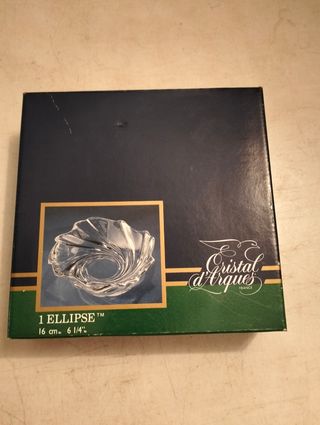 Cristal
d'Arques
FRANCE
1 ELLIPSE™
16 cm. 6 1/4"